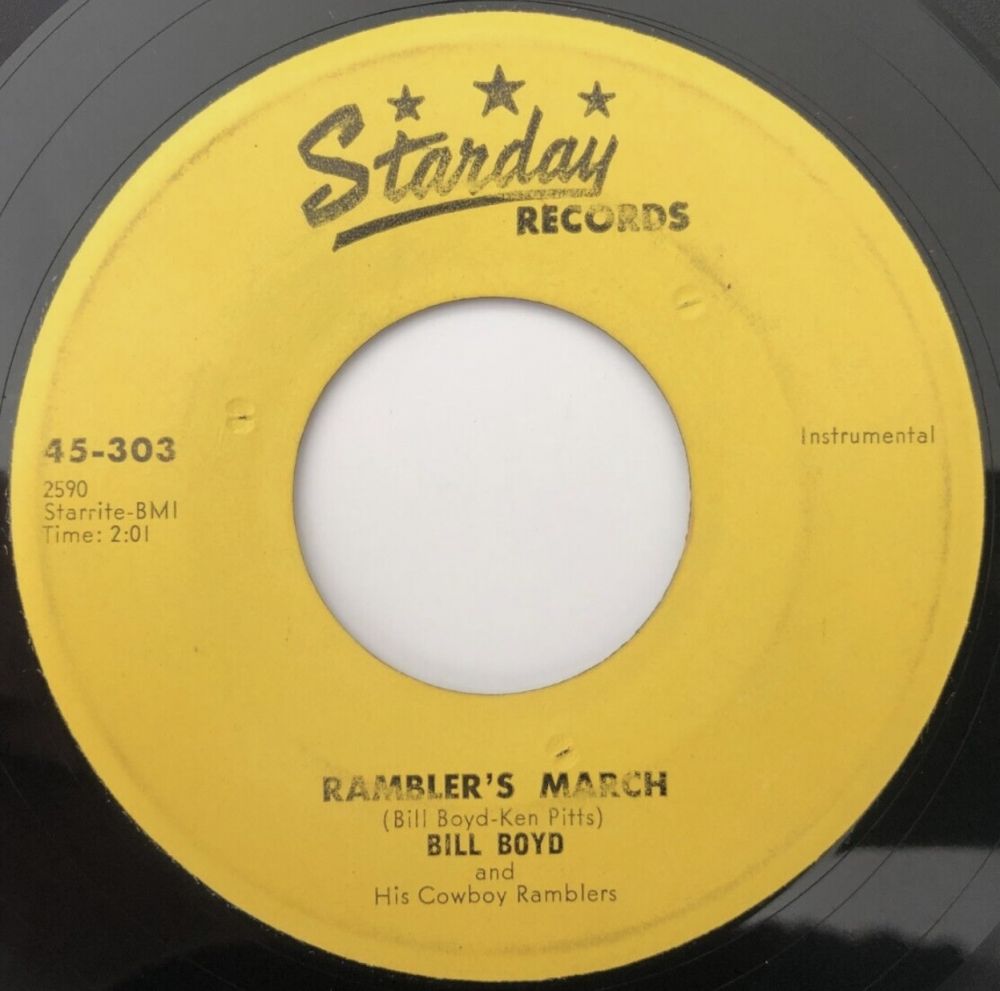 Starday
RECORDS
45-303
2590
Starrite-BMI
Time: 2:01
Instrumental
RAMBLER'S MARCH
(Bill Boyd-Ken Pitts)
BILL BOYD
and
His Cowboy Ramblers